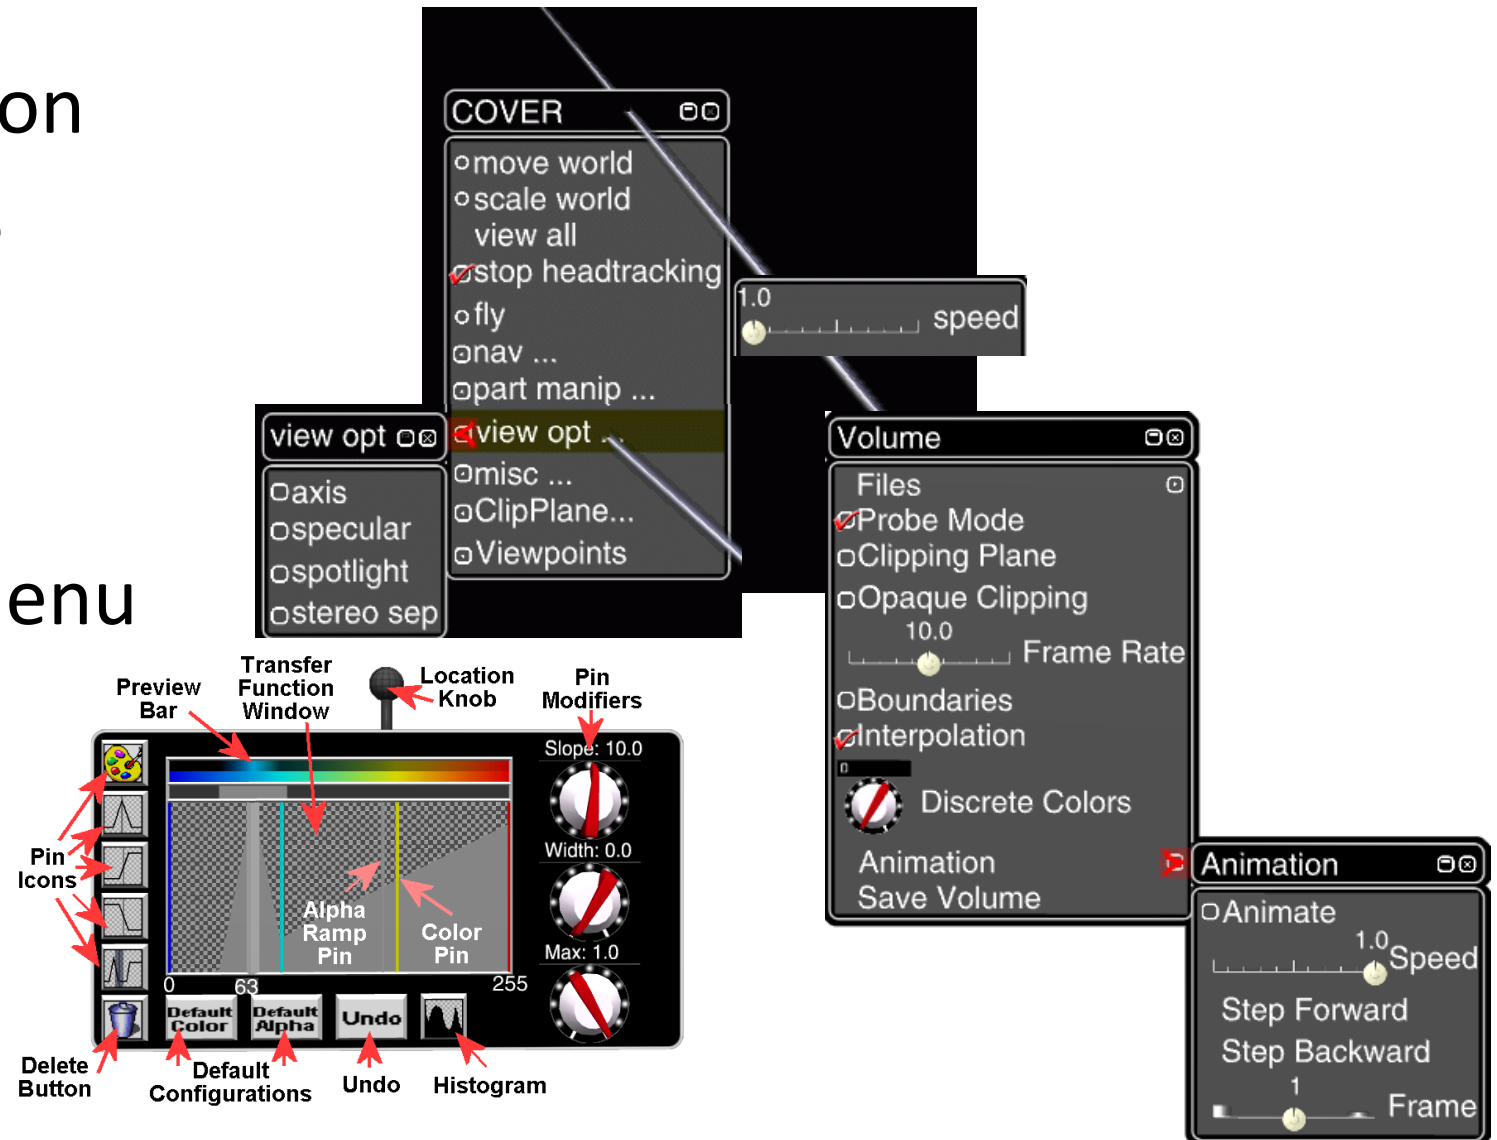 on
enu
COVER
move world
scale world
view all
stop headtracking
fly
nav ...
part manip ...
view opt ...
misc ...
ClipPlane...
Viewpoints
1.0
speed
view opt
axis
specular
spotlight
stereo sep
Volume
Files
Probe Mode
Clipping Plane
Opaque Clipping
10.0
Frame Rate
Boundaries
Interpolation
0
Discrete Colors
Animation
Save Volume
Animation
Animate
1.0
Speed
Step Forward
Step Backward
1
Frame
Preview
Bar
Transfer
Function
Window
Location
Knob
Pin
Modifiers
Slope: 10.0
Width: 0.0
Max: 1.0
Pin
Icons
Alpha
Ramp
Pin
Color
Pin
0
63
255
Default
Color
Default
Alpha
Undo
Delete
Button
Default
Configurations
Undo
Histogram